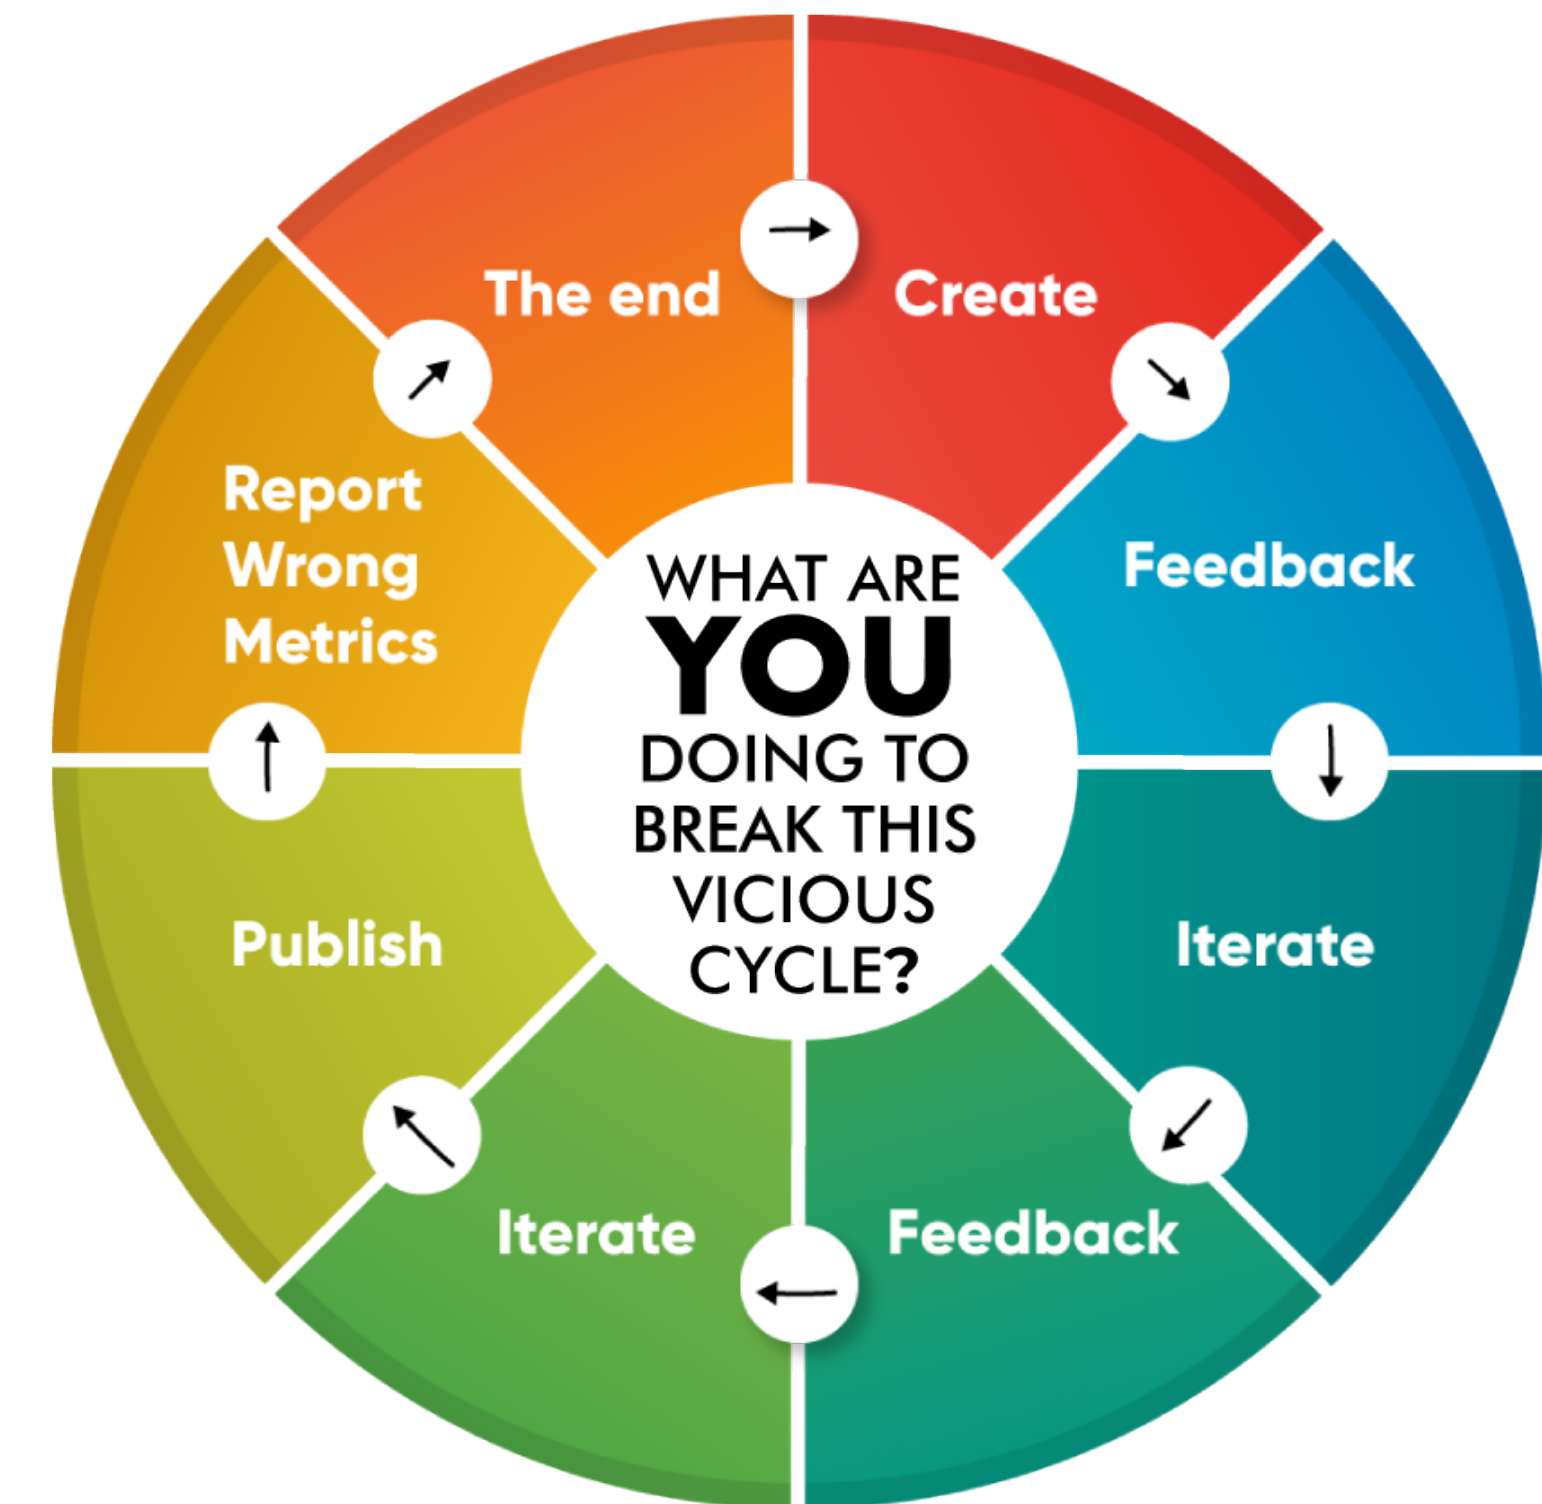 The end
Create
Feedback
Iterate
Feedback
Iterate
Publish
Report
Wrong
Metrics
WHAT ARE
YOU
DOING TO
BREAK THIS
VICIOUS
CYCLE?